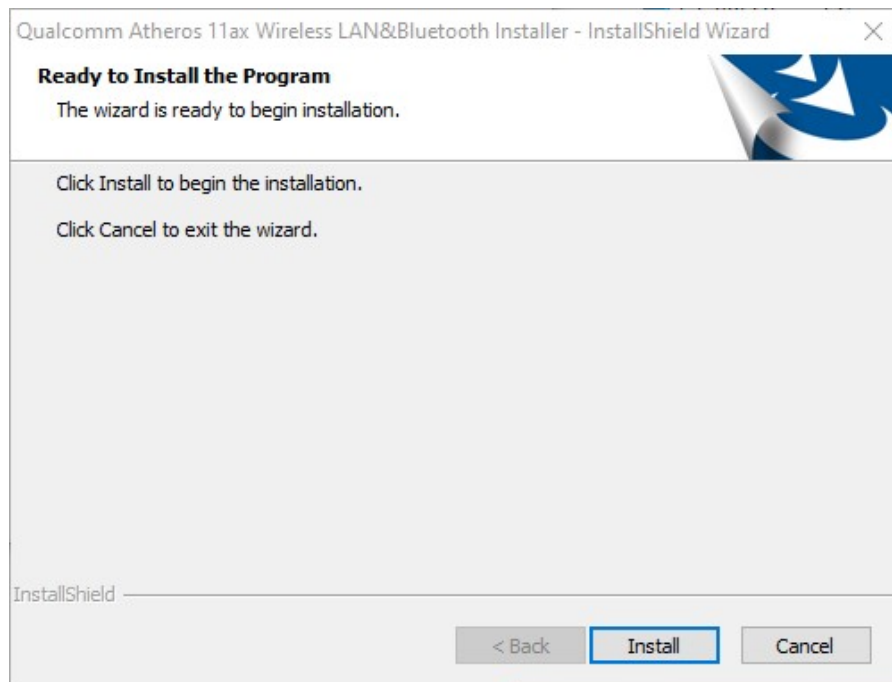 Qualcomm Atheros 11ax Wireless LAN&Bluetooth Installer - InstallShield Wizard
Ready to Install the Program
The wizard is ready to begin installation.
Click Install to begin the installation.
Click Cancel to exit the wizard.
InstallShield
< Back
Install
Cancel